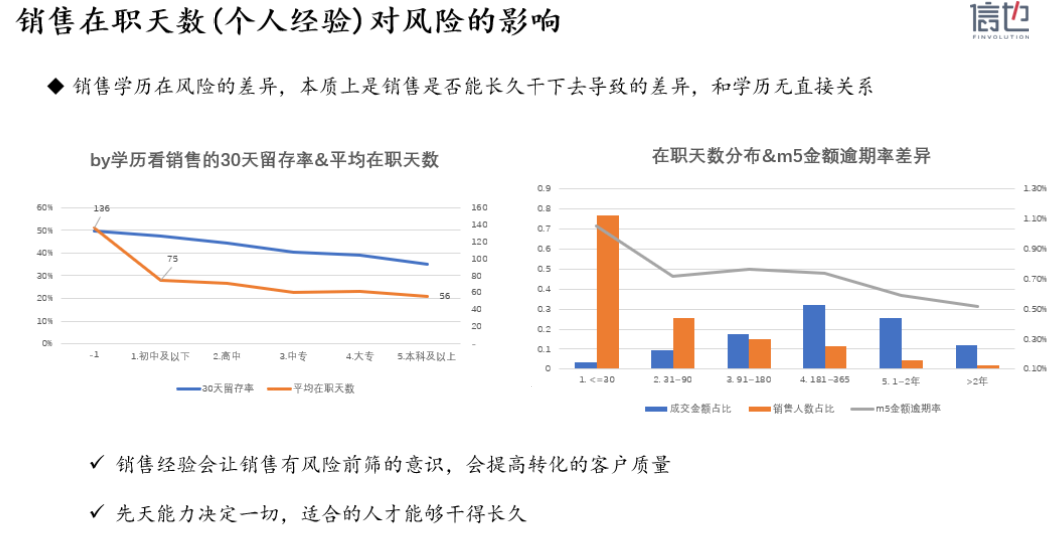 销售在职天数(个人经验)对风险的影响
信也
FINVOLUTION
◆ 销售学历在风险的差异，本质上是销售是否能长久干下去导致的差异，和学历无直接关系
by学历看销售的30天留存率&平均在职天数
60%
50%
40%
30%
20%
10%
0%
160
140
120
100
80
60
40
20
-
136
75
56
-1
1.初中及以下
2.高中
3.中专
4.大专
5.本科及以上
30天留存率
平均在职天数
在职天数分布&m5金额逾期率差异
0.9
0.8
0.7
0.6
0.5
0.4
0.3
0.2
0.1
0
1.30%
1.10%
0.90%
0.70%
0.50%
0.30%
0.10%
1. <=30
2. 31-90
3. 91-180
4. 181-365
5. 1-2年
>2年
成交金额占比
销售人数占比
m5金额逾期率
✓ 销售经验会让销售有风险前筛的意识，会提高转化的客户质量
✓ 先天能力决定一切，适合的人才能够干得长久